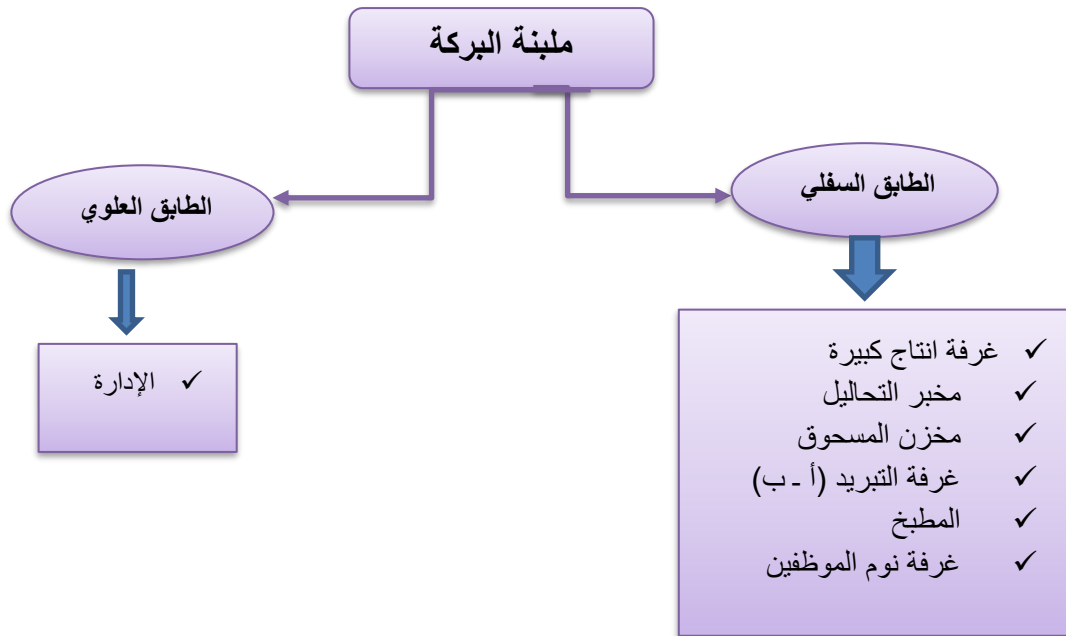 ملبنة البركة
الطابق السفلي
الطابق العلوي
✓ غرفة انتاج كبيرة
✓ مخبر التحاليل
✓ مخزن المسحوق
✓ غرفة التبريد (أ ـ ب)
✓ المطبخ
✓ غرفة نوم الموظفين
✓ الإدارة